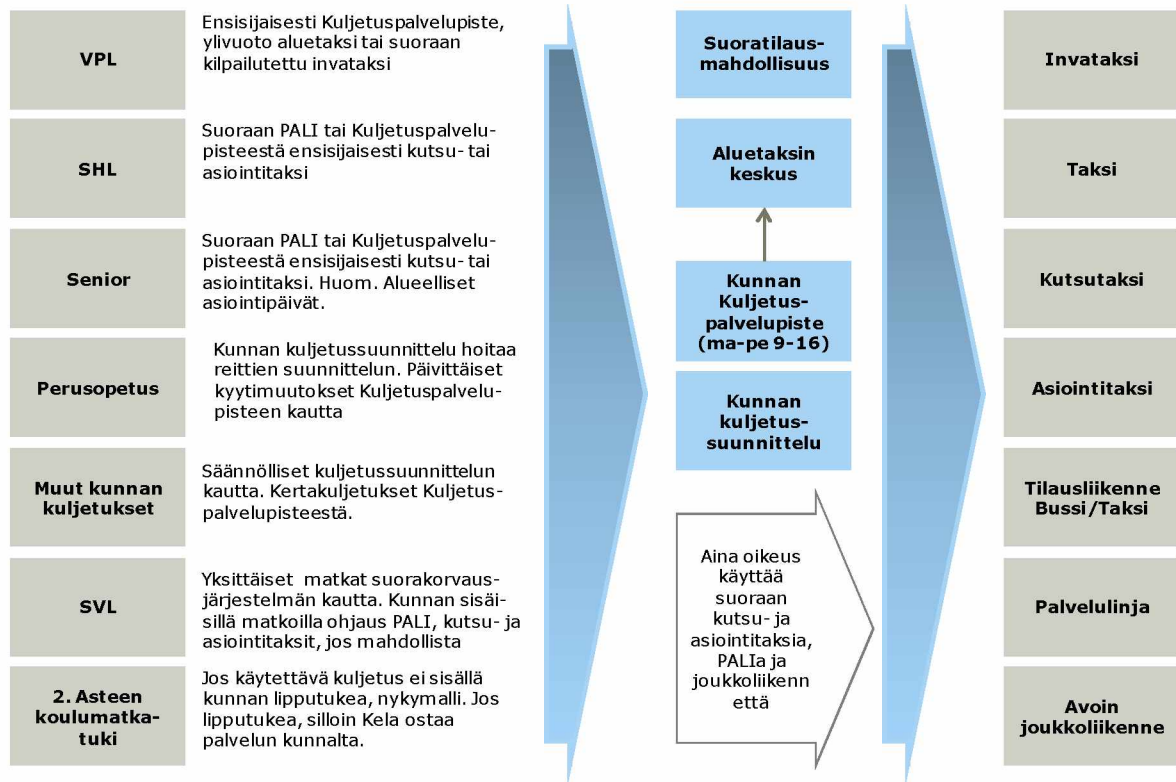 VPL
Ensisijaisesti Kuljetuspalvelupiste,
ylivuoto aluetaksi tai suoraan
kilpailutettu invataksi
SHL
Suoraan PALI tai Kuljetuspalvelu-
pisteestä ensisijaisesti kutsu- tai
asiointitaksi
Senior
Suoraan PALI tai Kuljetuspalvelu-
pisteestä ensisijaisesti kutsu- tai
asiointitaksi. Huom. Alueelliset
asiointipäivät.
Perusopetus
Kunnan kuljetussuunnittelu hoitaa
reittien suunnittelun. Päivittäiset
kyytimuutokset Kuljetuspalvelu-
pisteen kautta
Muut kunnan
kuljetukset
Säännölliset kuljetussuunnittelun
kautta. Kertakuljetukset Kuljetus-
palvelupisteestä.
SVL
Yksittäiset matkat suorakorvaus-
järjestelmän kautta. Kunnan sisäi-
sillä matkoilla ohjaus PALI, kutsu- ja
asiointitaksit, jos mahdollista
2. Asteen
koulumatka-
tuki
Jos käytettävä kuljetus ei sisällä
kunnan lipputukea, nykymalli. Jos
lipputukea, silloin Kela ostaa
palvelun kunnalta.
Suoratilaus-
mahdollisuus
Aluetaksin
keskus
Kunnan
Kuljetus-
palvelupiste
(ma-pe 9-16)
Kunnan
kuljetus-
suunnittelu
Aina oikeus
käyttää
suoraan
kutsu- ja
asiointitaksia,
PALIa ja
joukkoliikenn
että
Invataksi
Taksi
Kutsutaksi
Asiointitaksi
Tilausliikenne
Bussi/Taksi
Palvelulinja
Avoin
joukkoliikenne